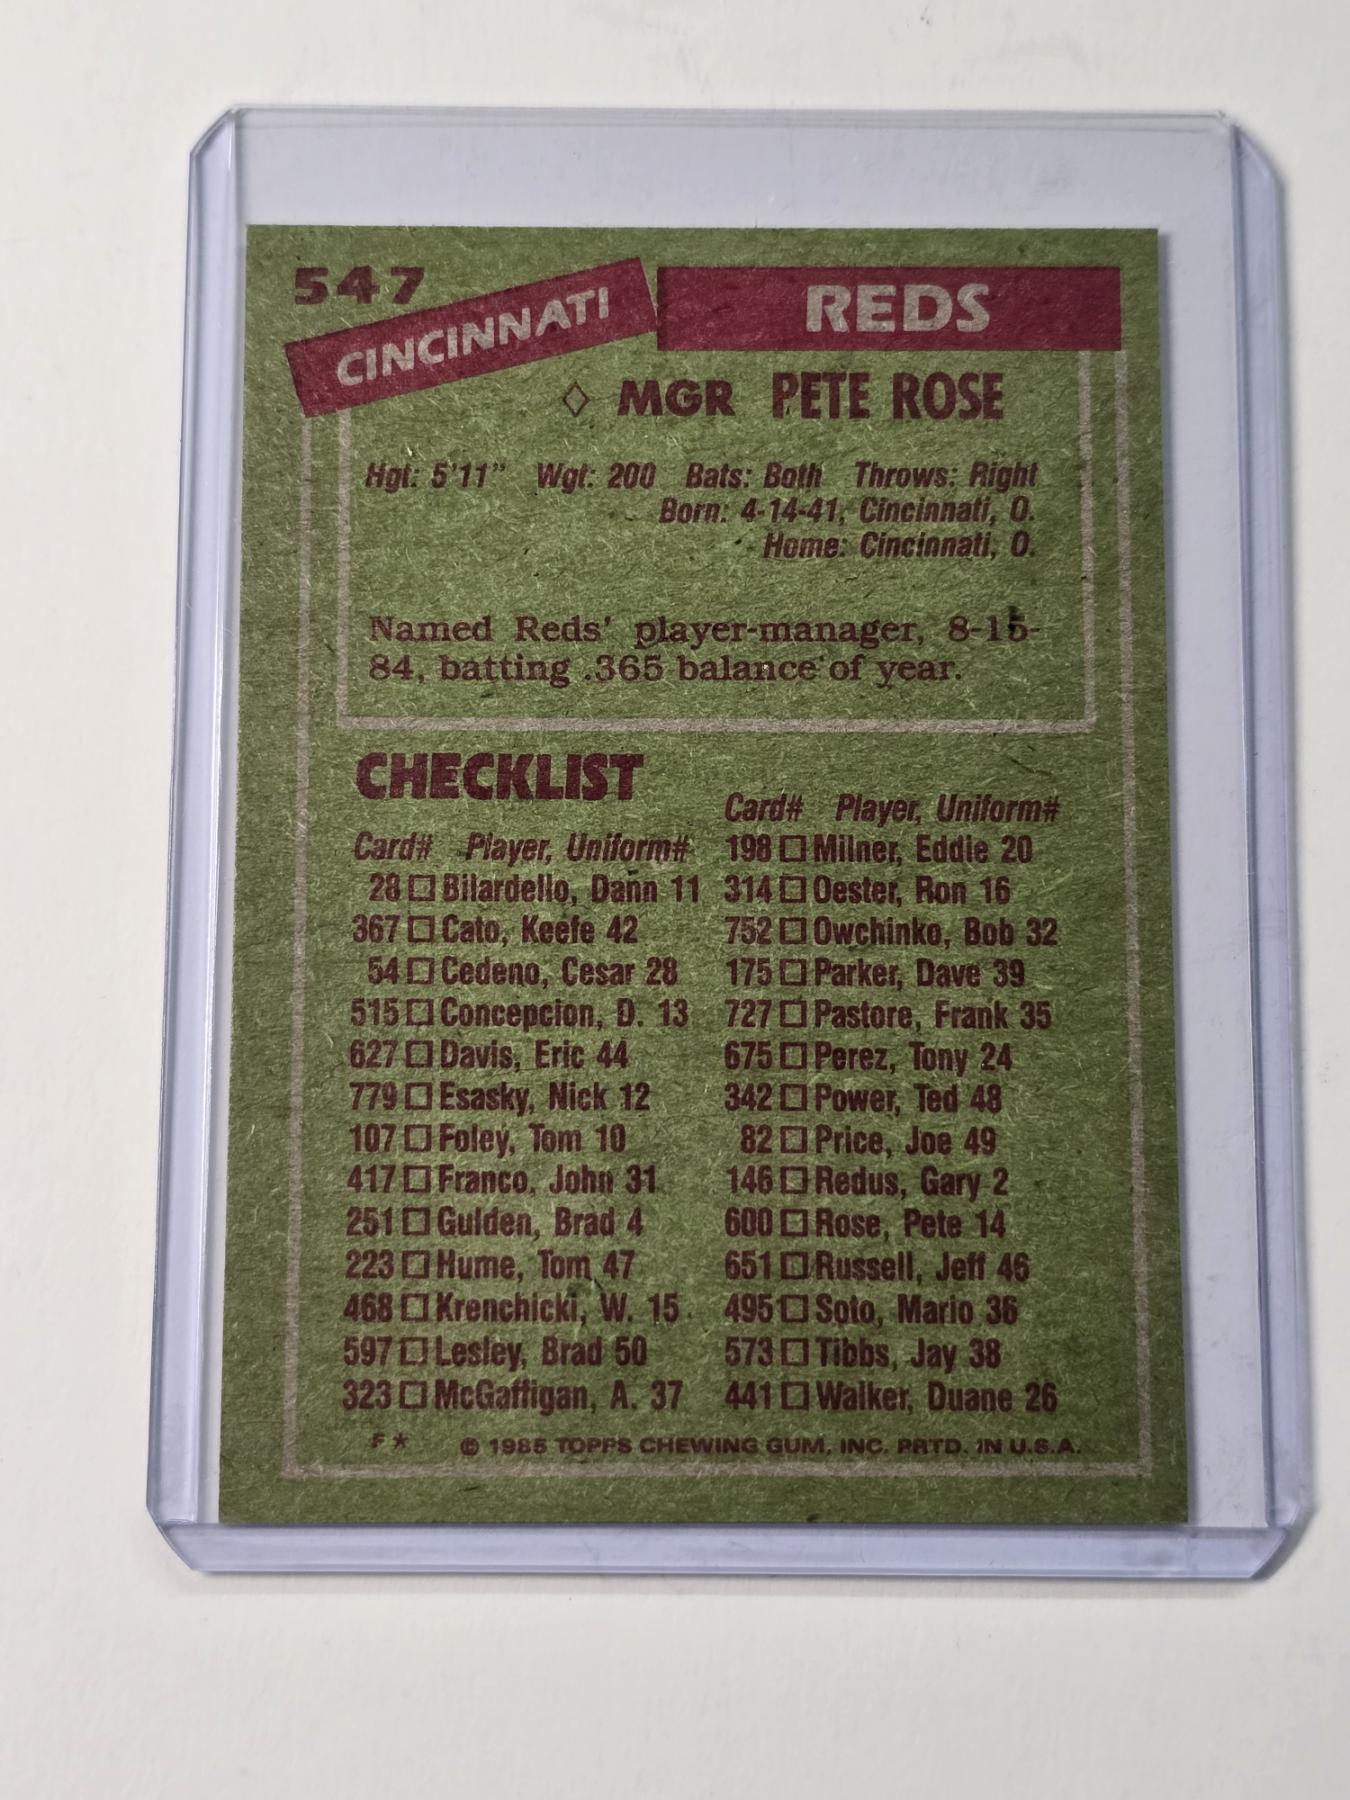 547
CINCINNATI REDS
◇ MGR PETE ROSE
Hgt: 5'11" Wgt: 200 Bats: Both Throws: Right
Born: 4-14-41, Cincinnati, O.
Home: Cincinnati, O.
Named Reds' player-manager, 8-15-
84, batting .365 balance of year.
CHECKLIST
Card# Player, Uniform#
28 □ Bilardello, Dann 11
367 □ Cato, Keefe 42
54 □ Cedeno, Cesar 28
515 □ Concepcion, D. 13
627 □ Davis, Eric 44
779 □ Esasky, Nick 12
107 □ Foley, Tom 10
417 □ Franco, John 31
251 □ Gulden, Brad 4
223 □ Hume, Tom 47
468 □ Krenchicki, W. 15
597 □ Lesley, Brad 50
323 □ McGaffigan, A. 37
Card# Player, Uniform#
198 □ Milner, Eddie 20
314 □ Oester, Ron 16
752 □ Owchinko, Bob 32
175 □ Parker, Dave 39
727 □ Pastore, Frank 35
675 □ Perez, Tony 24
342 □ Power, Ted 48
82 □ Price, Joe 49
146 □ Redus, Gary 2
600 □ Rose, Pete 14
651 □ Russell, Jeff 46
495 □ Soto, Mario 36
573 □ Tibbs, Jay 38
441 □ Walker, Duane 26
F★ © 1985 TOPPS CHEWING GUM, INC. PRTD. IN U.S.A.